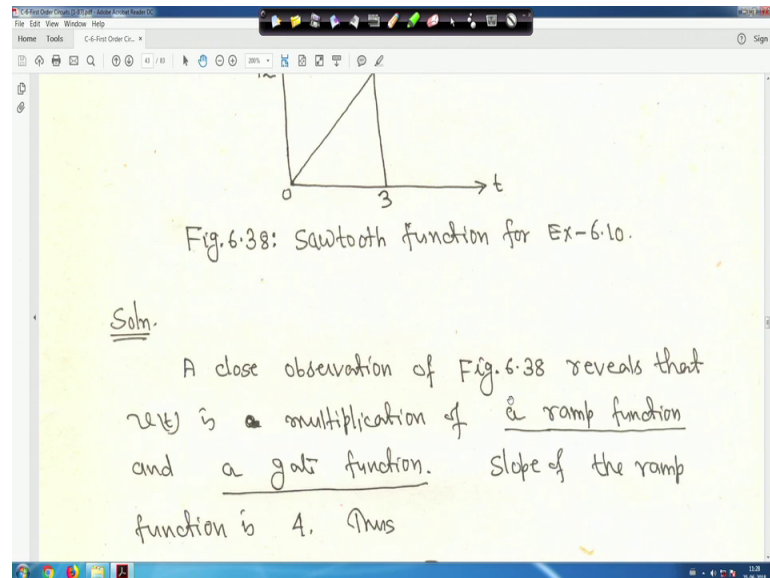 C-6-First Order Circuits [1-83].pdf - Adobe Acrobat Reader DC
File Edit View Window Help
Home Tools C-6-First Order Cir... × Sign
43 / 83 200%
0 3 t
Fig. 6.38: Sawtooth function for Ex-6.10.
Soln.
A close observation of Fig. 6.38 reveals that
v(t) is a multiplication of a ramp function
and a gate function. Slope of the ramp
function is 4. Thus
11:28